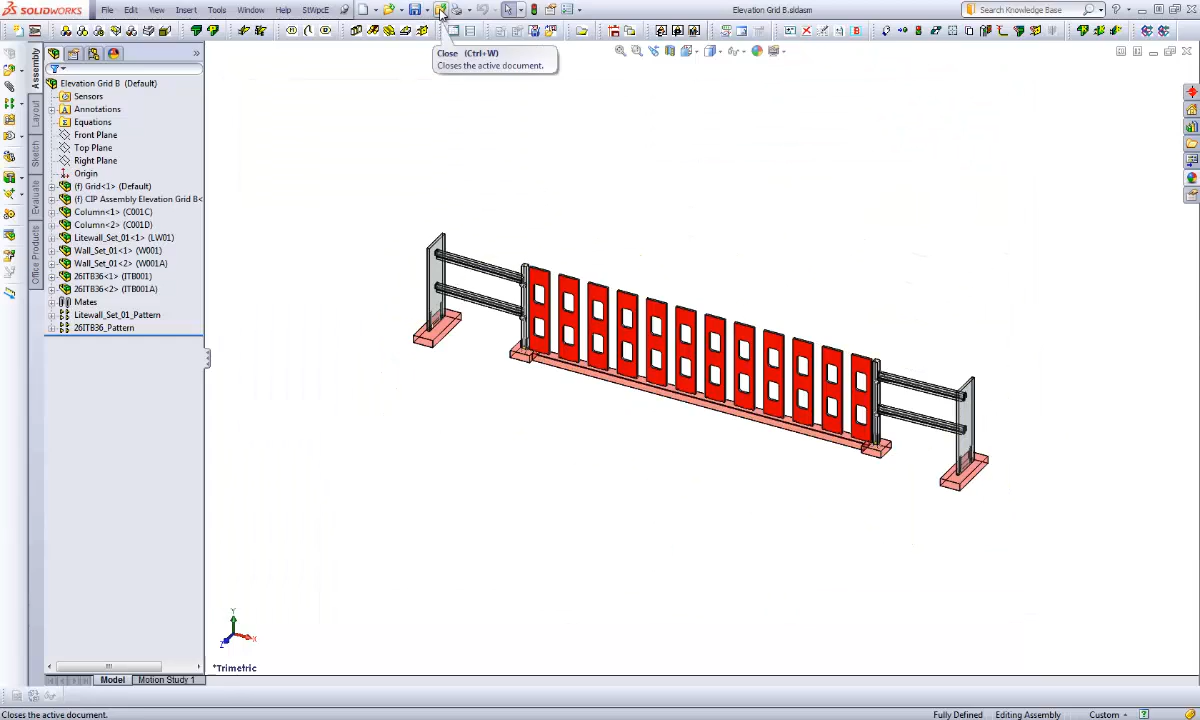 SOLIDWORKS
File Edit View Insert Tools Window Help StWpcE
Elevation Grid B.sldasm
Search Knowledge Base
Close (Ctrl+W)
Closes the active document.
Assembly
Layout
Sketch
Evaluate
Office Products
Elevation Grid B (Default)
Sensors
Annotations
Equations
Front Plane
Top Plane
Right Plane
Origin
(f) Grid<1> (Default)
(f) CIP Assembly Elevation Grid B<
Column<1> (C001C)
Column<2> (C001D)
Litewall_Set_01<1> (LW01)
Wall_Set_01<1> (W001)
Wall_Set_01<2> (W001A)
26ITB36<1> (ITB001)
26ITB36<2> (ITB001A)
Mates
Litewall_Set_01_Pattern
26ITB36_Pattern
Y
X
Z
*Trimetric
Model Motion Study 1
Closes the active document.
Fully Defined Editing Assembly Custom